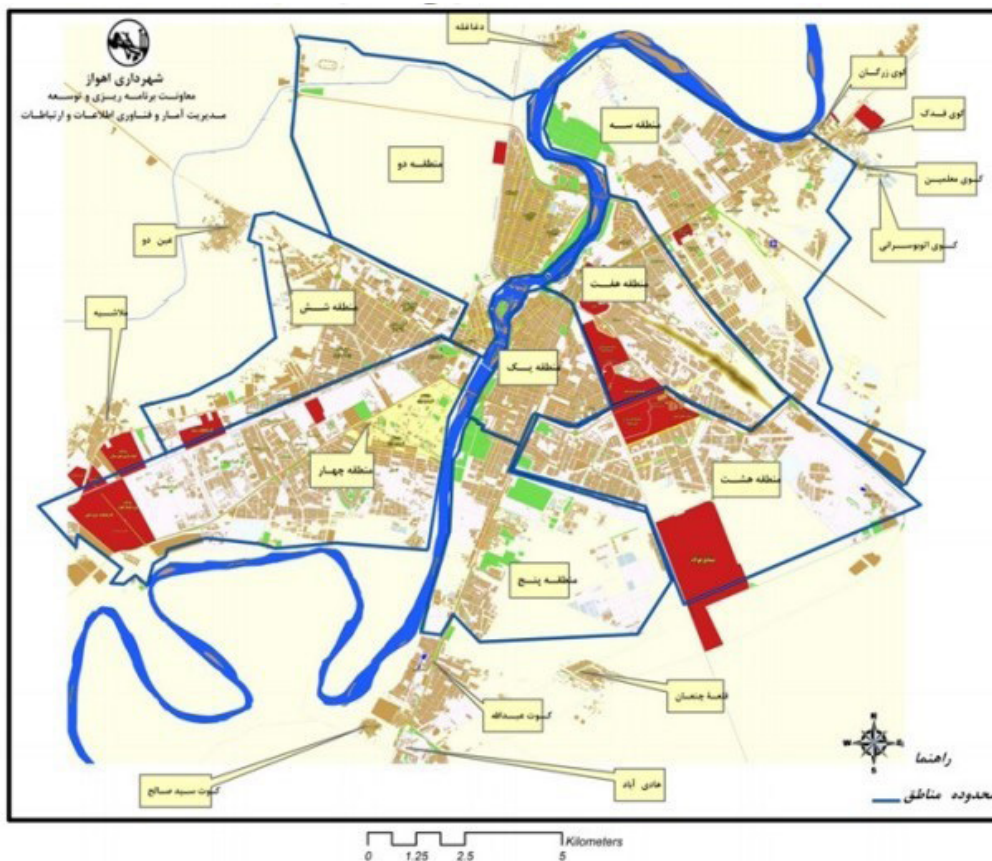 شهرداری اهواز
معاونت برنامه ریزی و توسعه
مدیریت آمار و فناوری اطلاعات و ارتباطات
دغاغله
کوی زرگان
منطقه سه
کوی فدک
منطقه دو
کوی معلمین
کوی اتوبوسرانی
عین دو
منطقه هفت
منطقه شش
ملاشیه
منطقه یک
منطقه چهار
منطقه هشت
منطقه پنج
قلعه چنعان
کوت عبدالله
کوت سید صالح
هادی آباد
N
W E
S
راهنما
محدوده مناطق
Kilometers
0 1.25 2.5 5